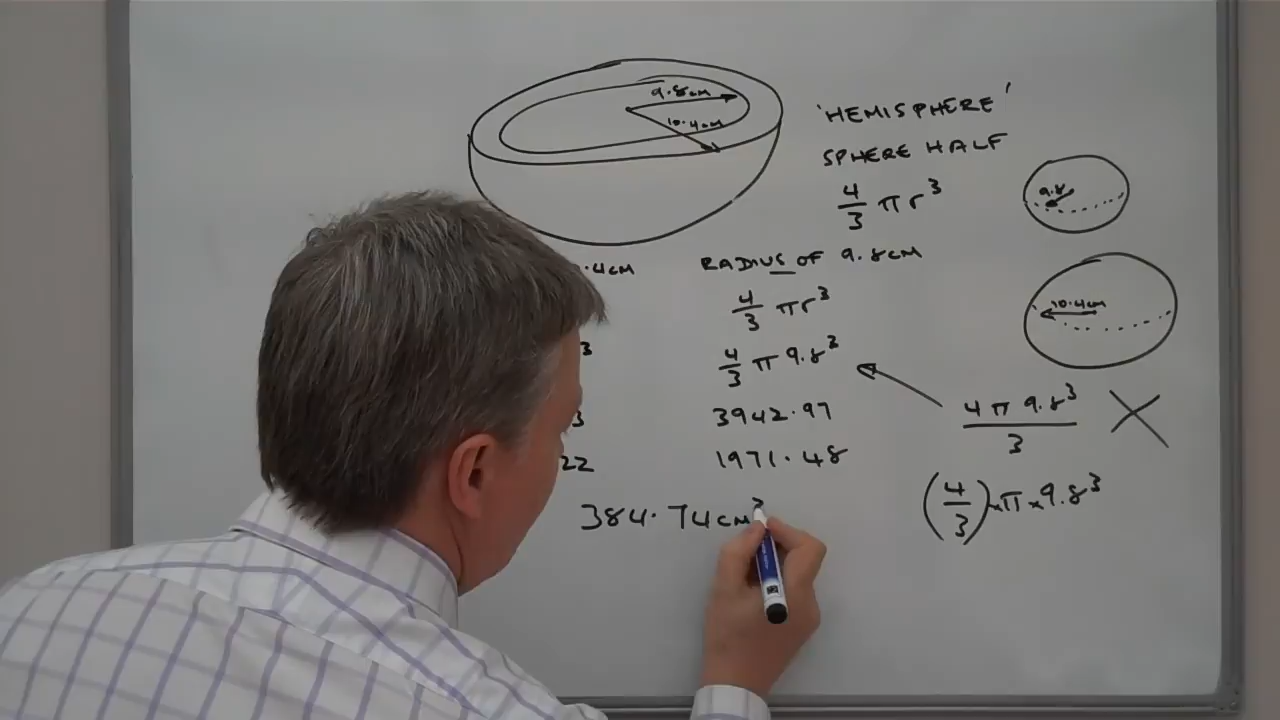 9.8cm
10.4cm
'HEMISPHERE'
SPHERE HALF
4/3 πr³
9.8
.4cm
RADIUS OF 9.8cm
4/3 πr³
10.4cm
3
4/3 π 9.8³
4π 9.8³/3
3
3942.97
22
1971.48
(4/3)×π×9.8³
384.74cm³